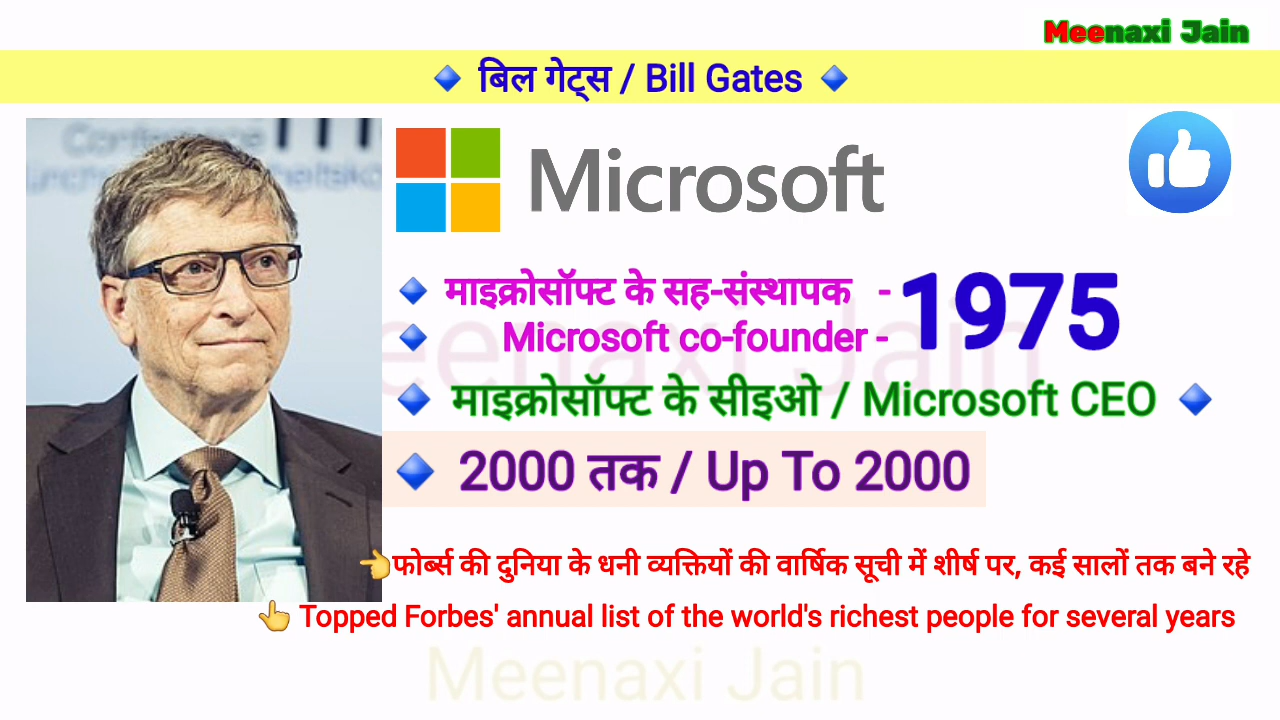 Meenaxi Jain
बिल गेट्स / Bill Gates
Conference
Microsoft
माइक्रोसॉफ्ट के सह-संस्थापक -
1975
Microsoft co-founder -
माइक्रोसॉफ्ट के सीइओ / Microsoft CEO
2000 तक / Up To 2000
फोर्ब्स की दुनिया के धनी व्यक्तियों की वार्षिक सूची में शीर्ष पर, कई सालों तक बने रहे
Topped Forbes' annual list of the world's richest people for several years
Meenaxi Jain